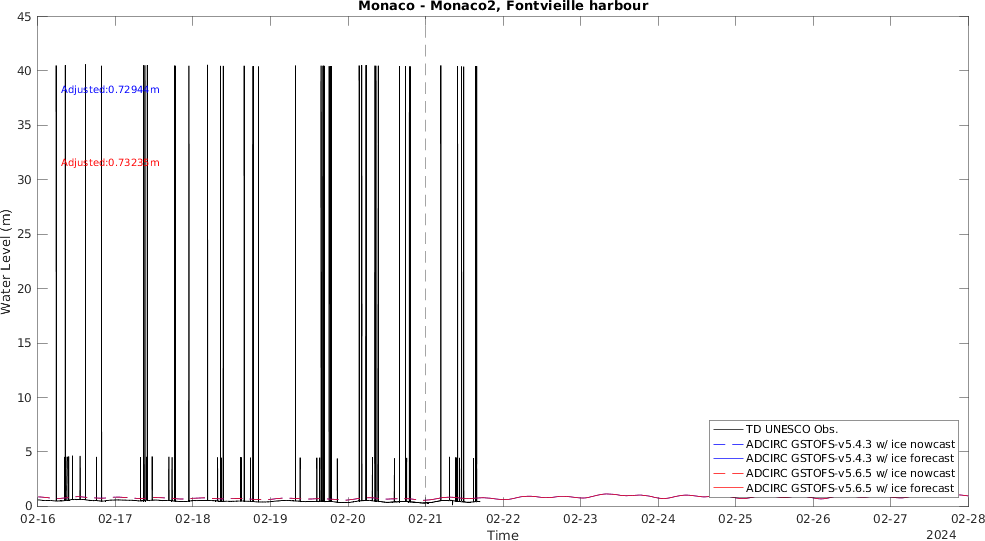 Monaco - Monaco2, Fontvieille harbour
45
40
35
30
25
20
15
10
5
0
Water Level (m)
Adjusted:0.72944m
Adjusted:0.7323 m
TD UNESCO Obs.
ADCIRC GSTOFS-v5.4.3 w/ ice nowcast
ADCIRC GSTOFS-v5.4.3 w/ ice forecast
ADCIRC GSTOFS-v5.6.5 w/ ice nowcast
ADCIRC GSTOFS-v5.6.5 w/ ice forecast
02-16 02-17 02-18 02-19 02-20 02-21 02-22 02-23 02-24 02-25 02-26 02-27 02-28
Time
2024